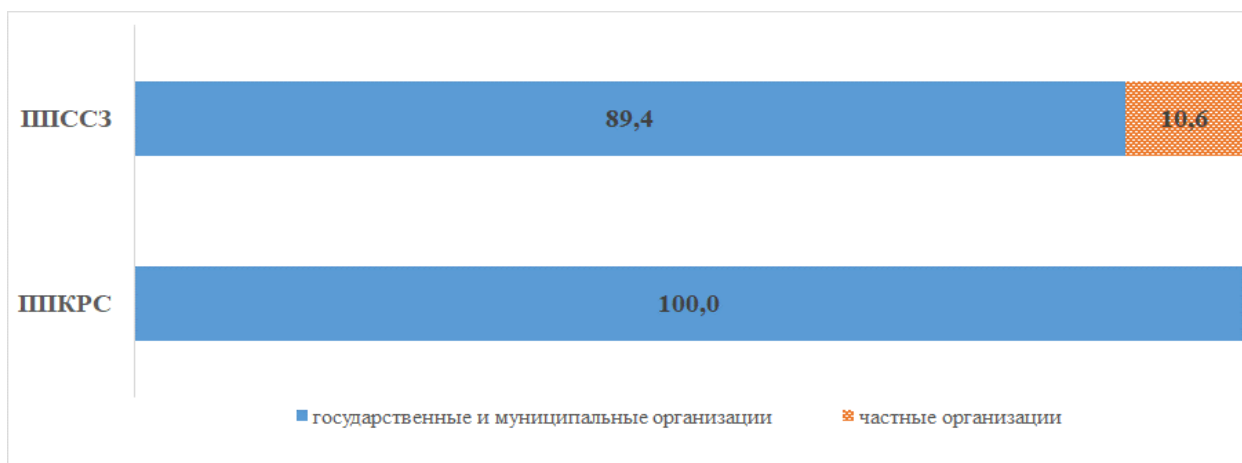 ППССЗ
89,4
10,6
ППКРС
100,0
государственные и муниципальные организации
частные организации